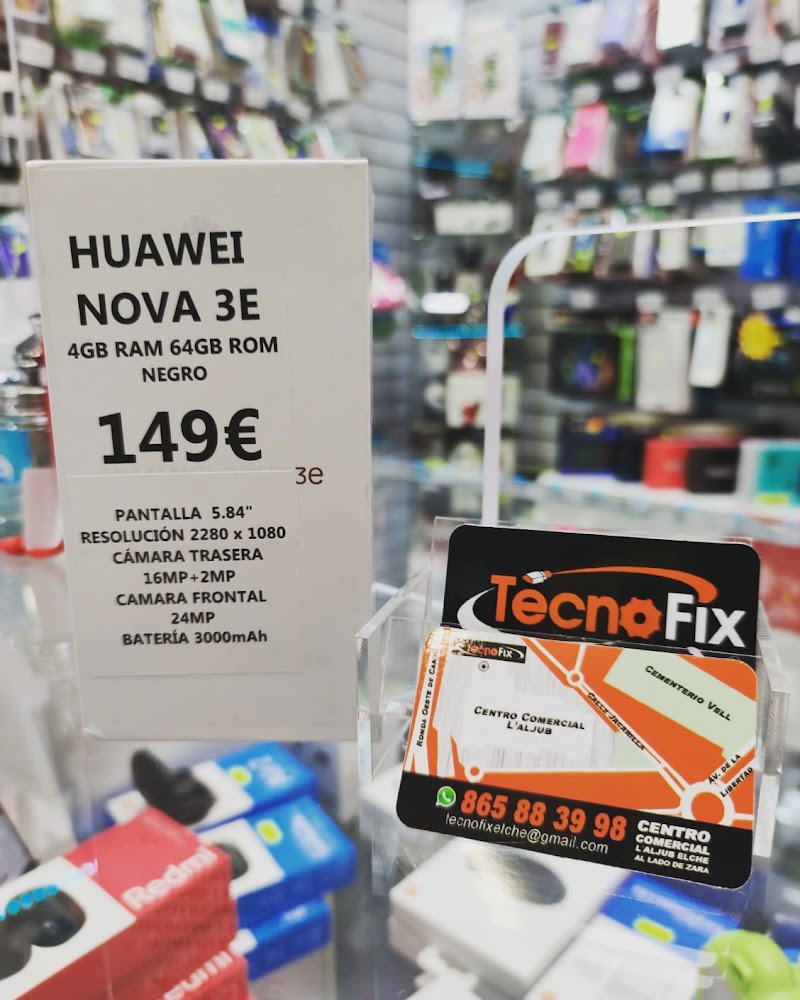 HUAWEI
NOVA 3E
4GB RAM 64GB ROM
NEGRO
149€
3e
PANTALLA 5.84"
RESOLUCIÓN 2280 x 1080
CÁMARA TRASERA
16MP+2MP
CAMARA FRONTAL
24MP
BATERÍA 3000mAh
TecnoFix
TecnoFix
CEMENTERIO VELL
CENTRO COMERCIAL
L'ALJUB
CALLE JACARILLA
AV. DE LA
LIBERTAD
865 88 39 98
tecnofixelche@gmail.com
CENTRO
COMERCIAL
L'ALJUB ELCHE
AL LADO DE ZARA
Redmi
Redmi